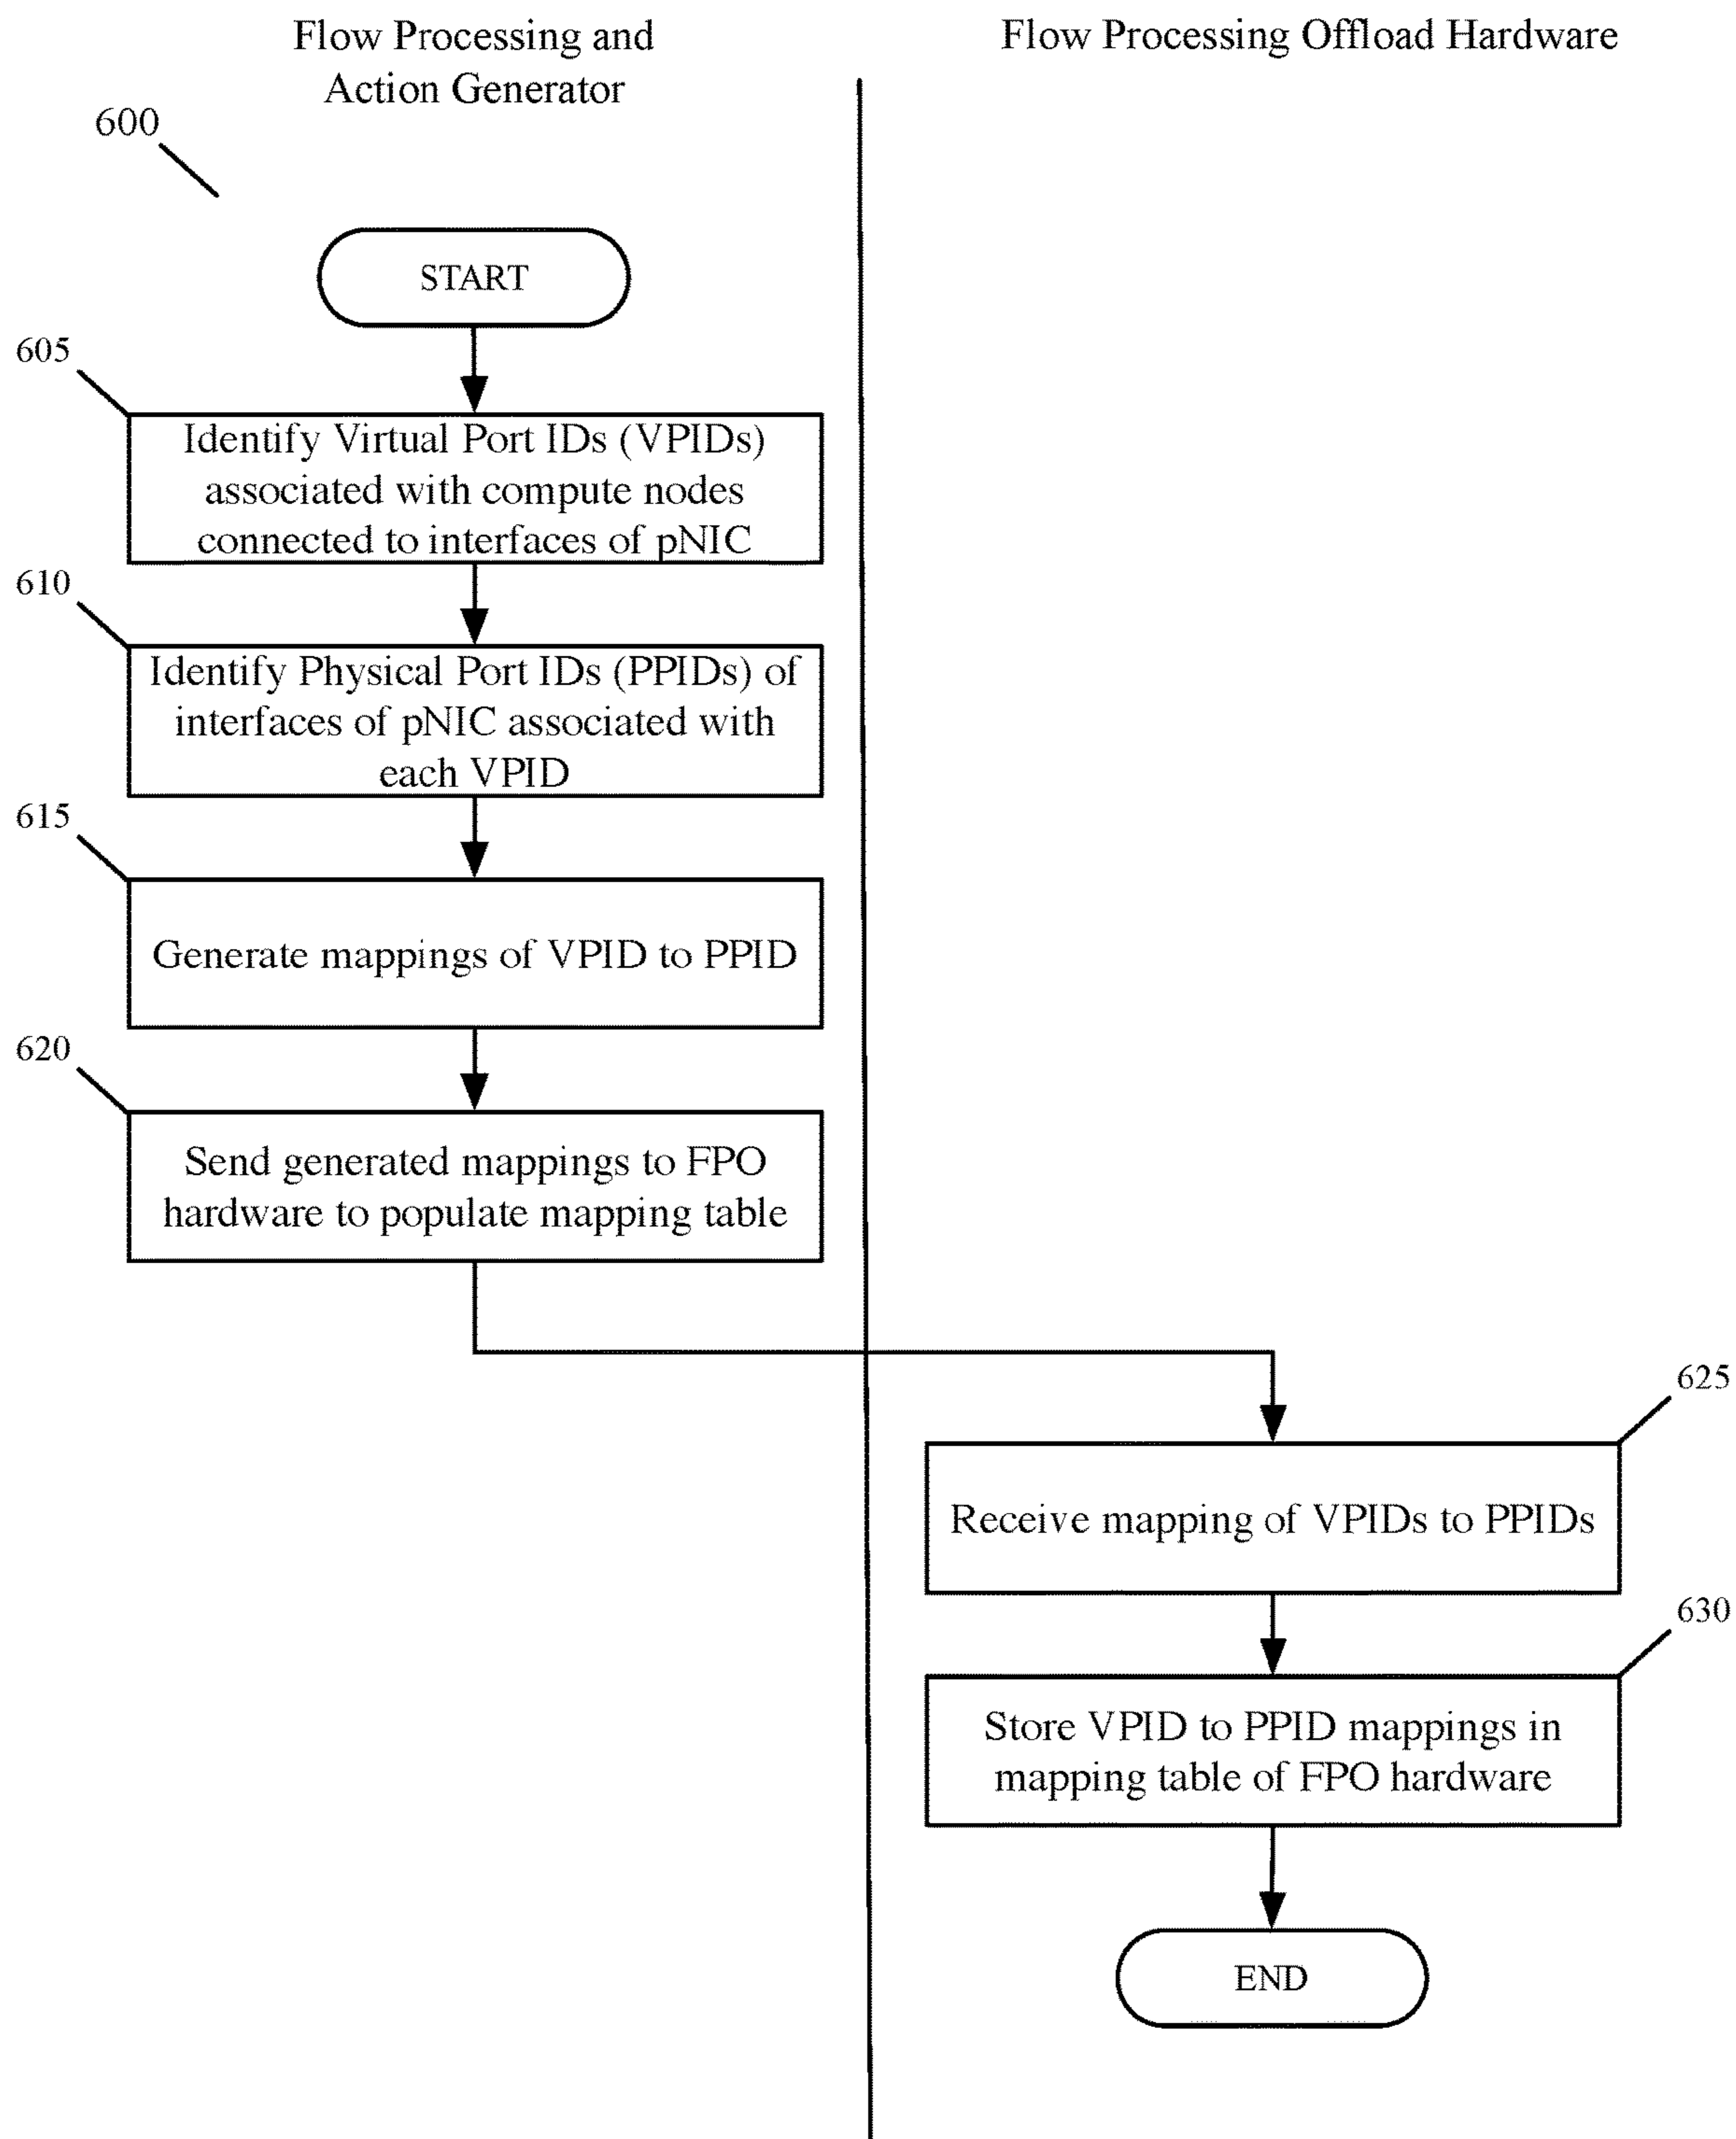 Flow Processing and
Action Generator
Flow Processing Offload Hardware
600
START
605
Identify Virtual Port IDs (VPIDs)
associated with compute nodes
connected to interfaces of pNIC
610
Identify Physical Port IDs (PPIDs) of
interfaces of pNIC associated with
each VPID
615
Generate mappings of VPID to PPID
620
Send generated mappings to FPO
hardware to populate mapping table
625
Receive mapping of VPIDs to PPIDs
630
Store VPID to PPID mappings in
mapping table of FPO hardware
END